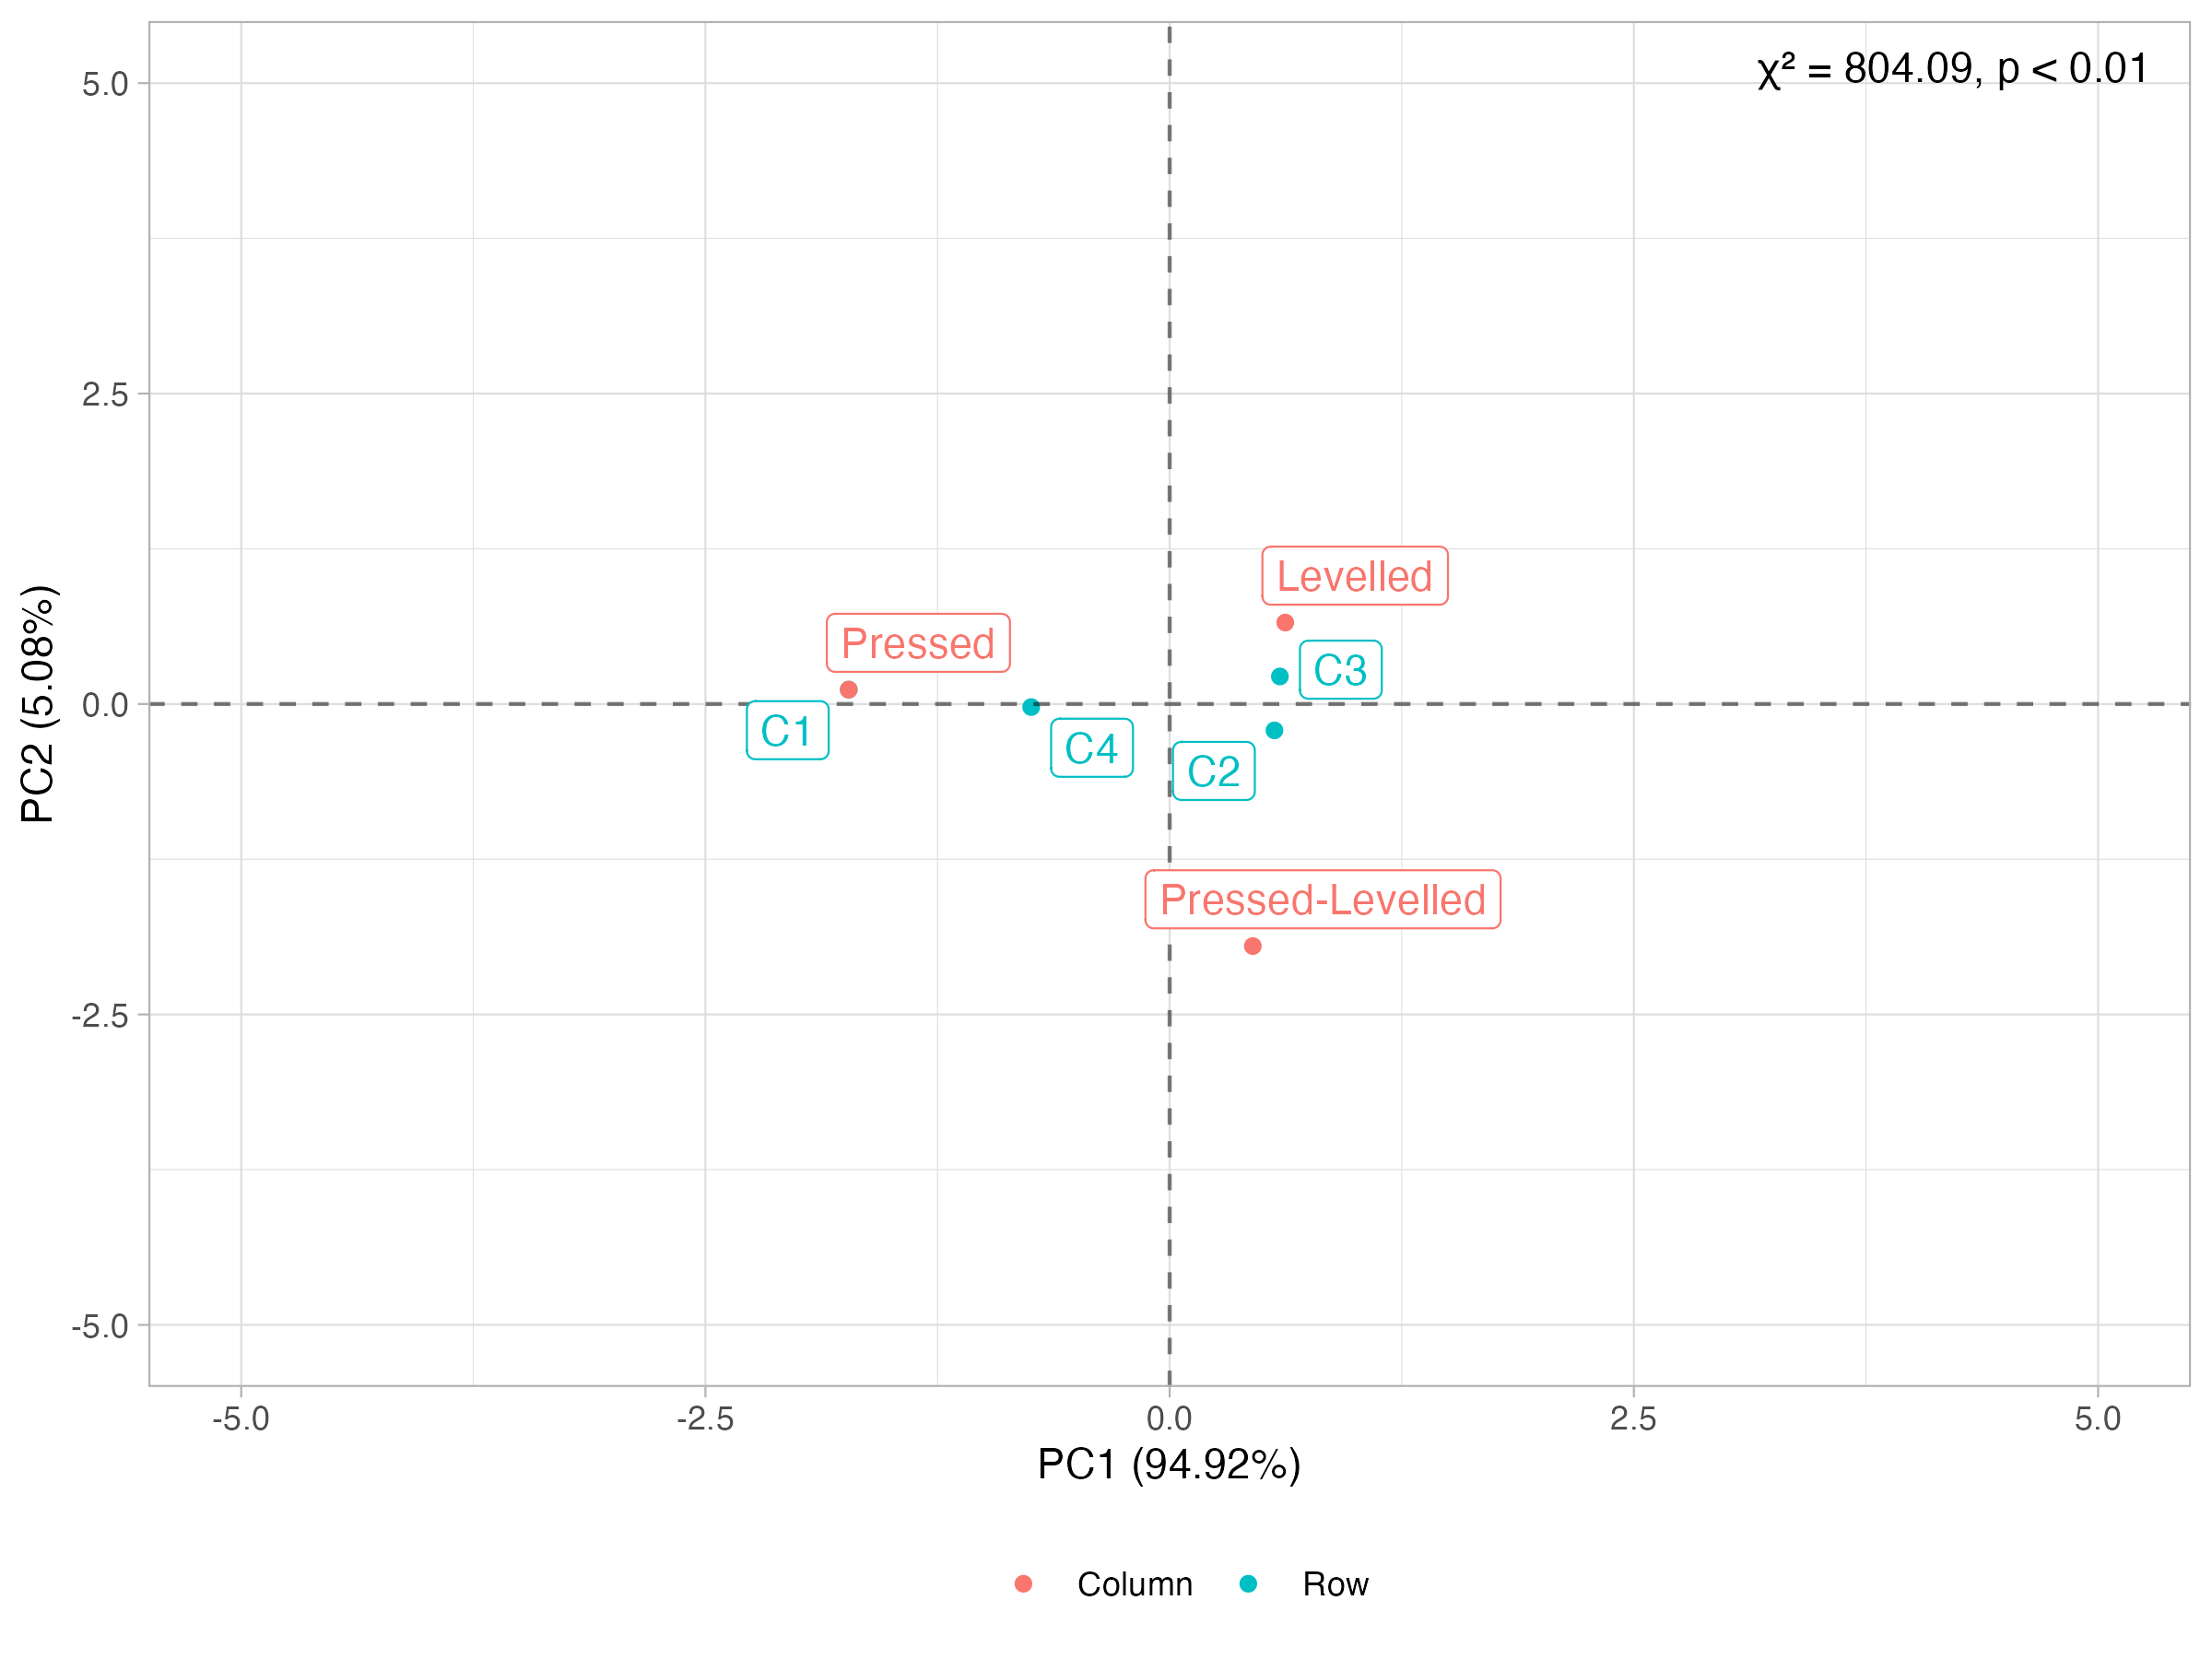 χ² = 804.09, p < 0.01
5.0
2.5
0.0
-2.5
-5.0
PC2 (5.08%)
Levelled
Pressed
C3
C1
C4
C2
Pressed-Levelled
-5.0 -2.5 0.0 2.5 5.0
PC1 (94.92%)
Column Row